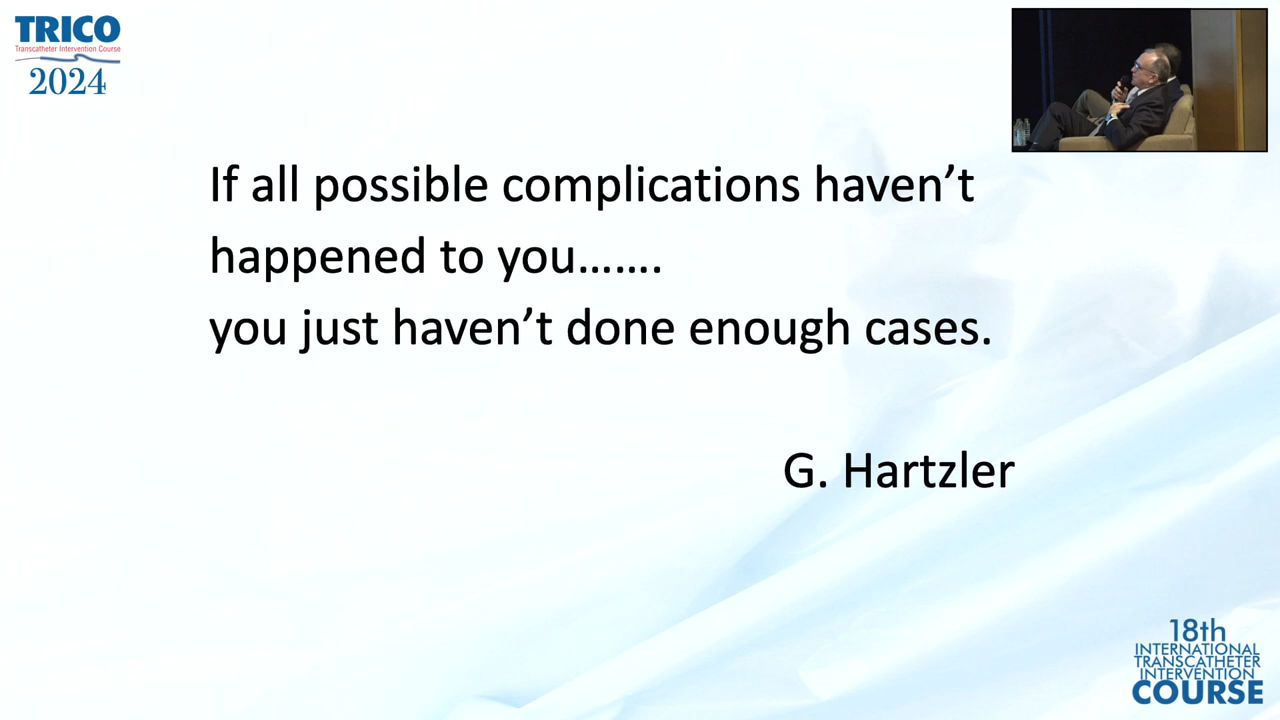 TRICO
Transcatheter Intervention Course
2024
If all possible complications haven’t
happened to you…….
you just haven’t done enough cases.
G. Hartzler
18th
INTERNATIONAL
TRANSCATHETER
INTERVENTION
COURSE